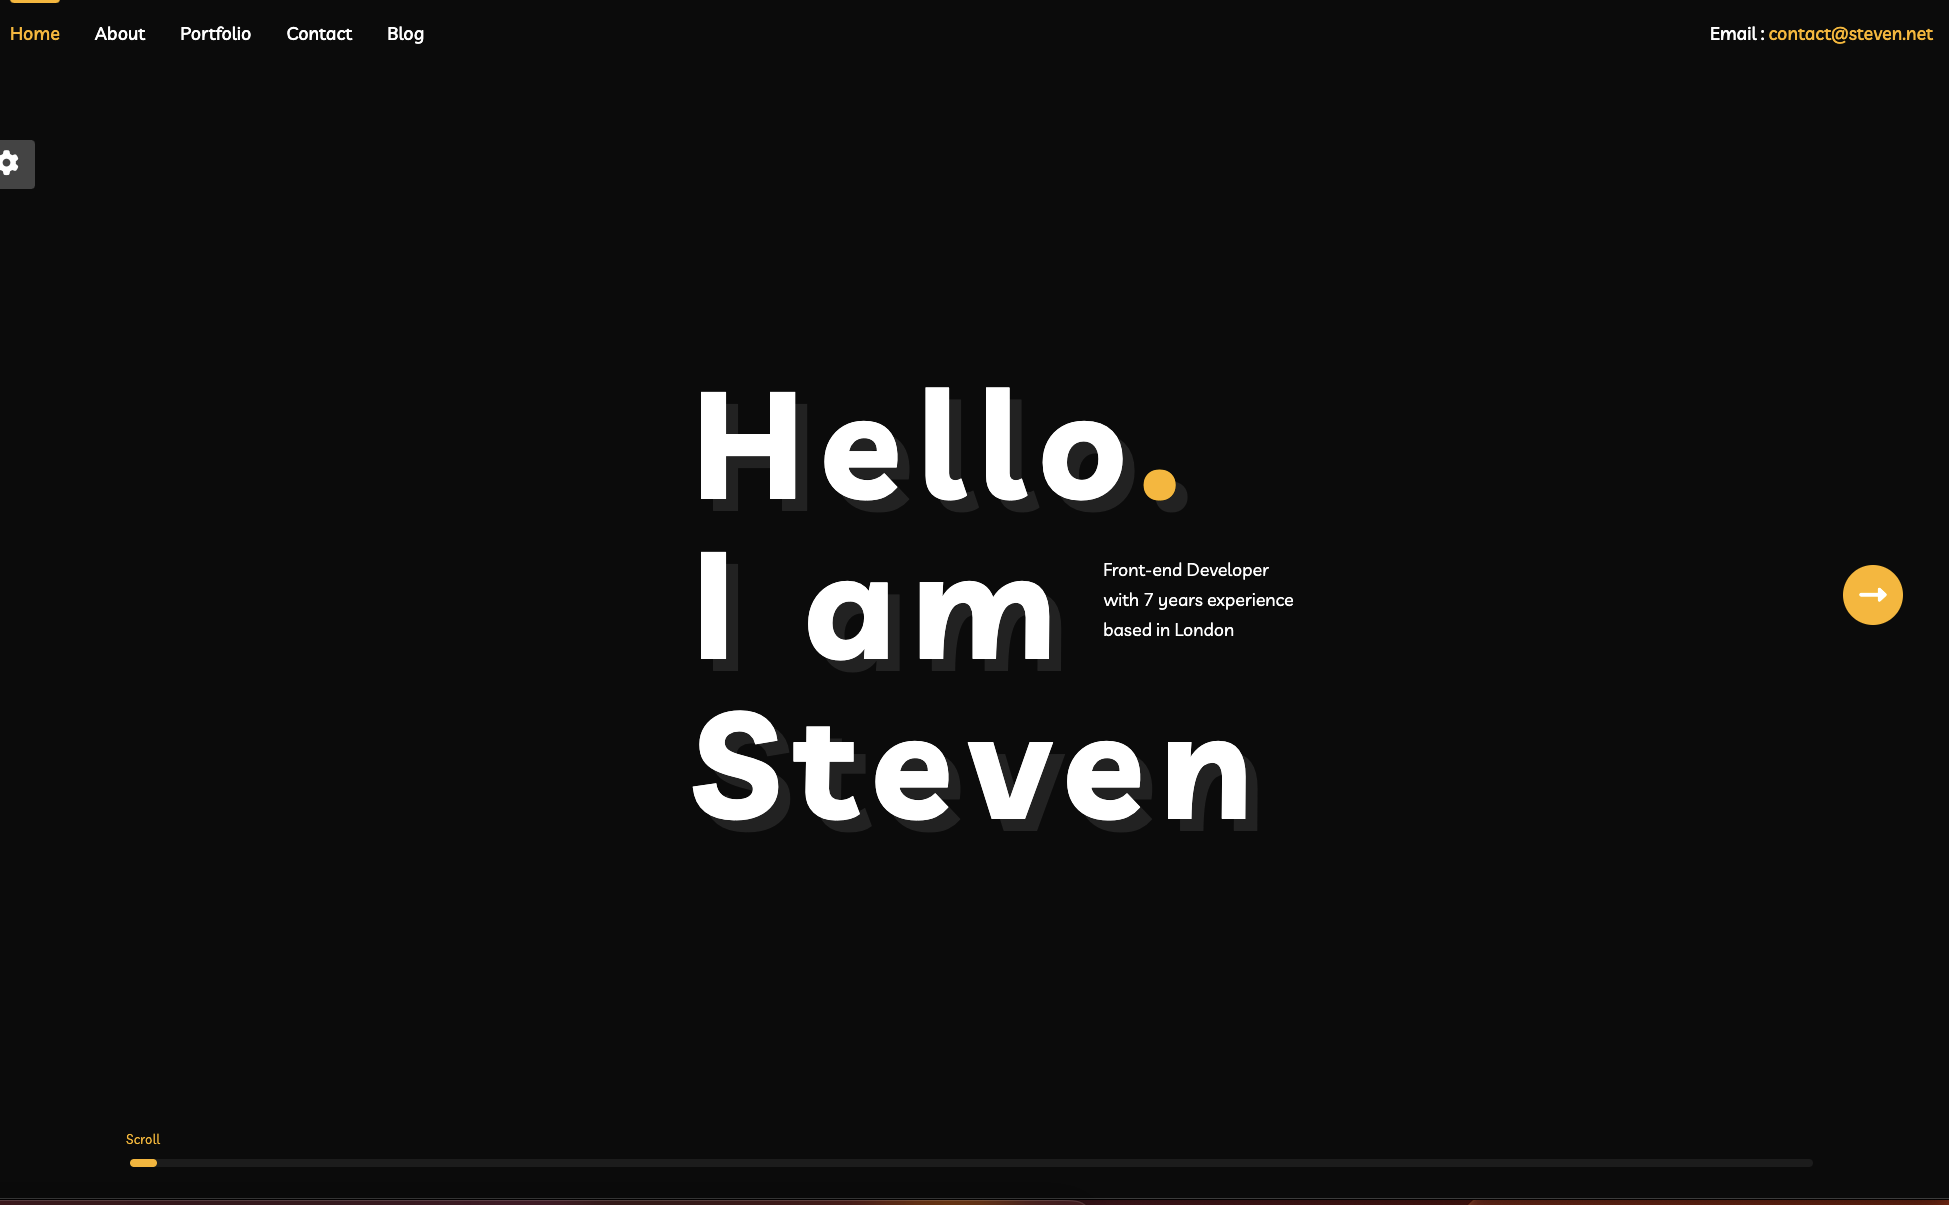 Home About Portfolio Contact Blog Email : contact@steven.net
Hello.
I am
Front-end Developer
with 7 years experience
based in London
Steven
Scroll